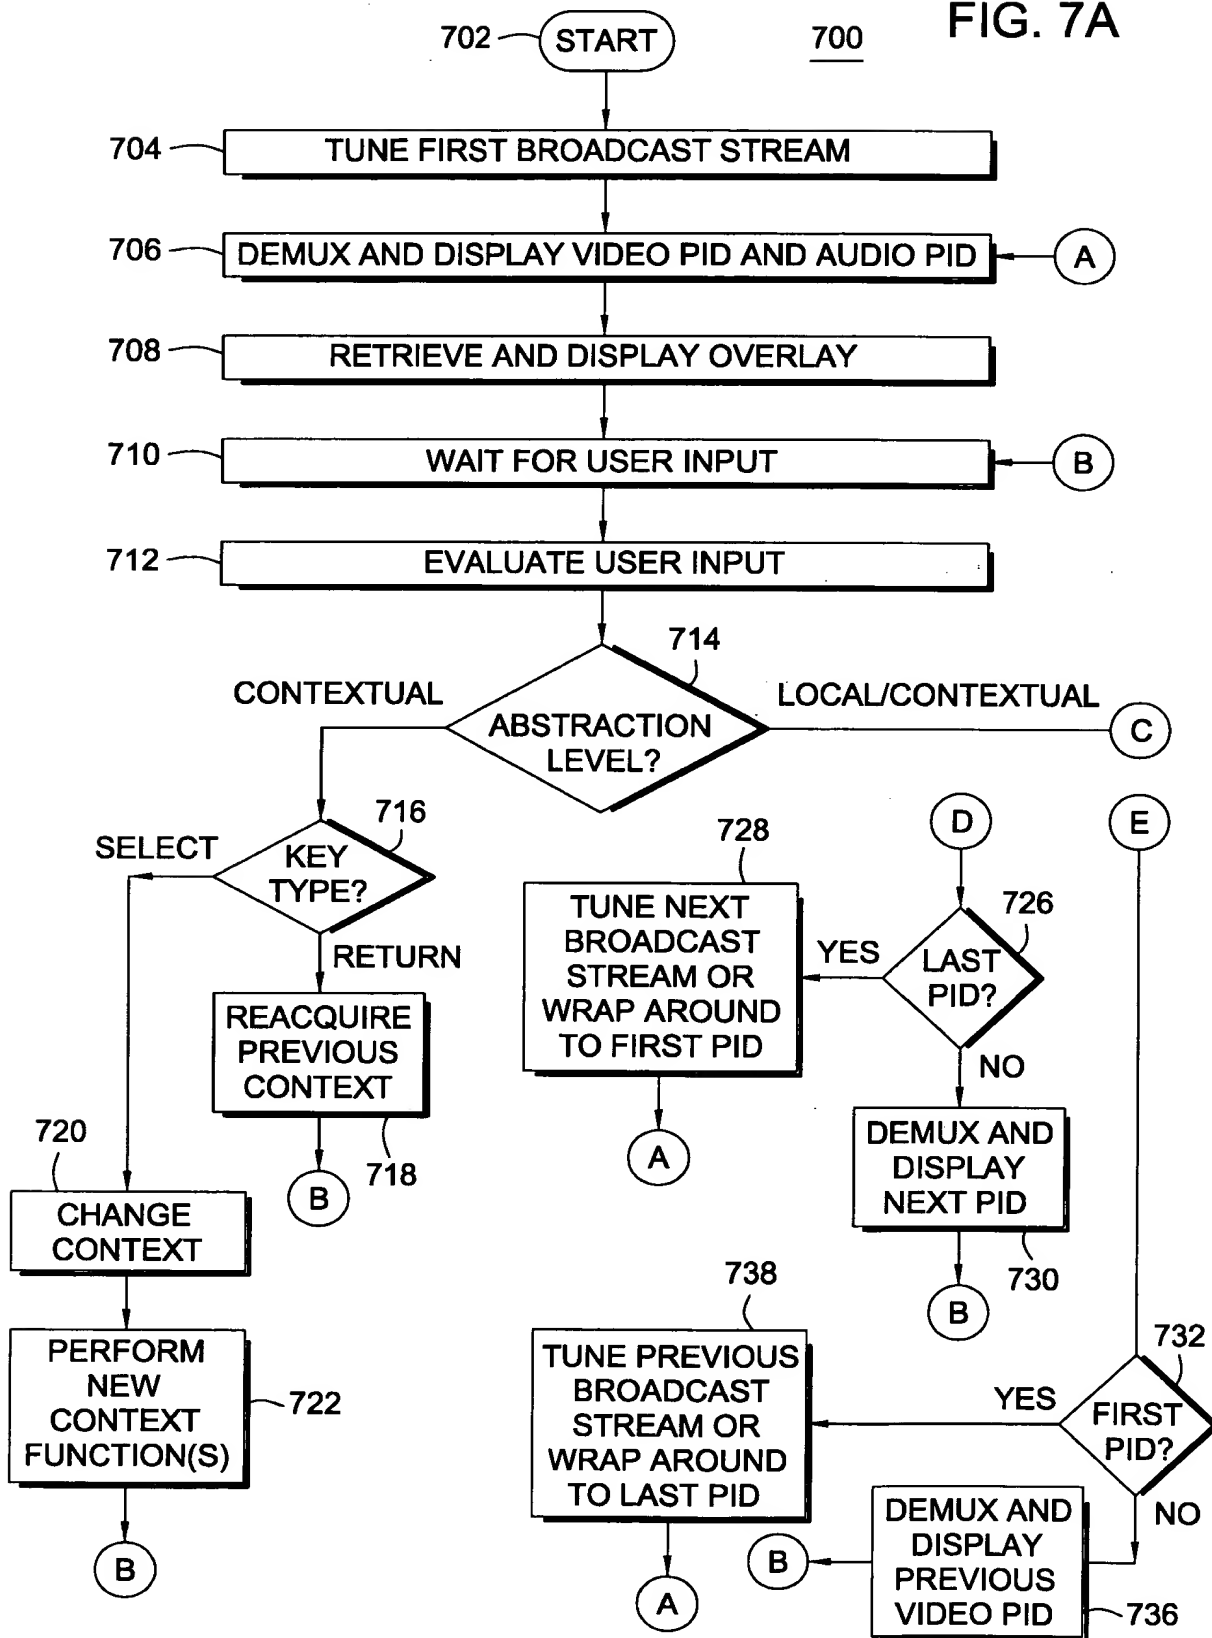 FIG. 7A
702
START
700
704
TUNE FIRST BROADCAST STREAM
706
DEMUX AND DISPLAY VIDEO PID AND AUDIO PID
A
708
RETRIEVE AND DISPLAY OVERLAY
710
WAIT FOR USER INPUT
B
712
EVALUATE USER INPUT
714
CONTEXTUAL
ABSTRACTION
LEVEL?
LOCAL/CONTEXTUAL
C
716
SELECT
KEY
TYPE?
RETURN
REACQUIRE
PREVIOUS
CONTEXT
718
B
720
CHANGE
CONTEXT
PERFORM
NEW
CONTEXT
FUNCTION(S)
722
B
D
E
728
TUNE NEXT
BROADCAST
STREAM OR
WRAP AROUND
TO FIRST PID
A
726
YES
LAST
PID?
NO
DEMUX AND
DISPLAY
NEXT PID
730
B
738
TUNE PREVIOUS
BROADCAST
STREAM OR
WRAP AROUND
TO LAST PID
A
732
YES
FIRST
PID?
NO
DEMUX AND
DISPLAY
PREVIOUS
VIDEO PID
736
B